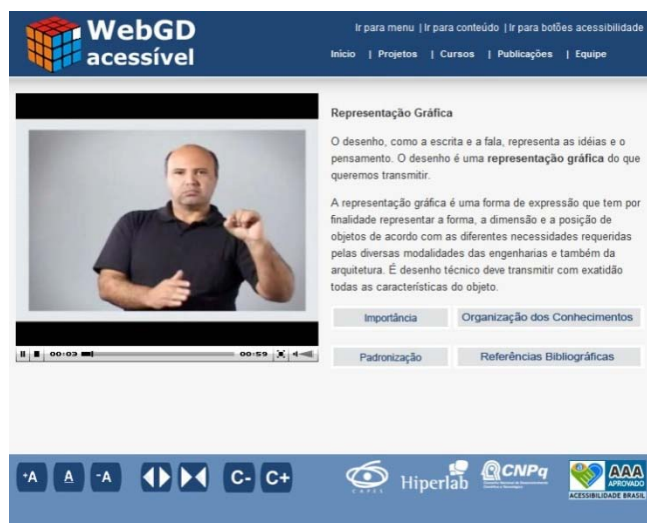 WebGD
acessível
Ir para menu | Ir para conteúdo | Ir para botões acessibilidade
Início | Projetos | Cursos | Publicações | Equipe
Representação Gráfica
O desenho, como a escrita e a fala, representa as idéias e o
pensamento. O desenho é uma representação gráfica do que
queremos transmitir.
A representação gráfica é uma forma de expressão que tem por
finalidade representar a forma, a dimensão e a posição de
objetos de acordo com as diferentes necessidades requeridas
pelas diversas modalidades das engenharias e também da
arquitetura. É desenho técnico deve transmitir com exatidão
todas as características do objeto.
Importância Organização dos Conhecimentos
Padronização Referências Bibliográficas
00:03 00:59
+A A -A C- C+
CAPES Hiperlab CNPq AAA
APROVADO
ACESSIBILIDADE BRASIL